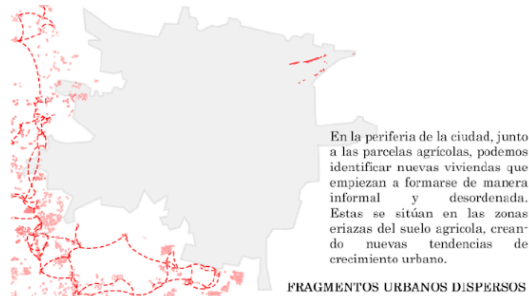 En la periferia de la ciudad, junto
a las parcelas agrícolas, podemos
identificar nuevas viviendas que
empiezan a formarse de manera
informal y desordenada.
Estas se sitúan en las zonas
eriazas del suelo agrícola, crean-
do nuevas tendencias de
crecimiento urbano.
FRAGMENTOS URBANOS DISPERSOS